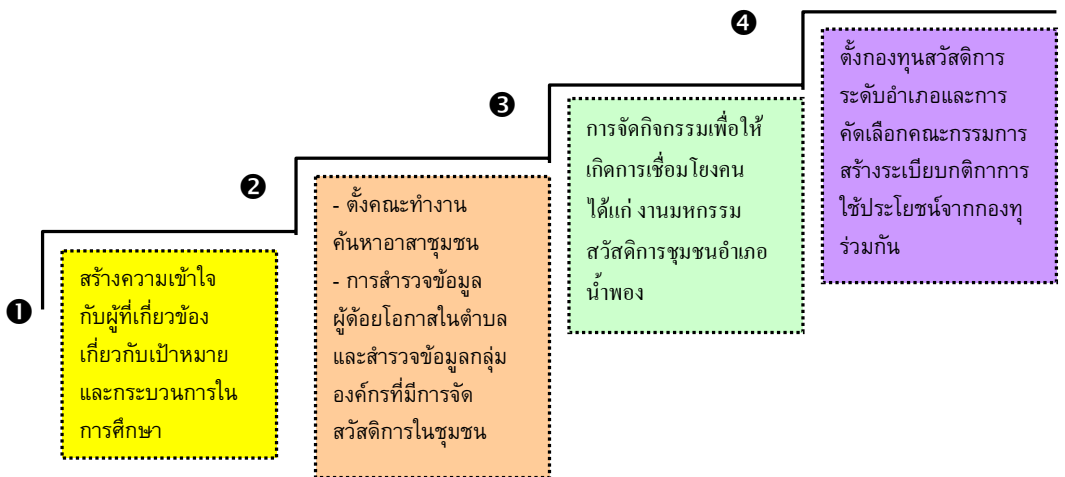 ❶
สร้างความเข้าใจ
กับผู้ที่เกี่ยวข้อง
เกี่ยวกับเป้าหมาย
และกระบวนการใน
การศึกษา
❷
- ตั้งคณะทำงาน
ค้นหาอาสาชุมชน
- การสำรวจข้อมูล
ผู้ด้อยโอกาสในตำบล
และสำรวจข้อมูลกลุ่ม
องค์กรที่มีการจัด
สวัสดิการในชุมชน
❸
การจัดกิจกรรมเพื่อให้
เกิดการเชื่อมโยงคน
ได้แก่ งานมหกรรม
สวัสดิการชุมชนอำเภอ
น้ำพอง
❹
ตั้งกองทุนสวัสดิการ
ระดับอำเภอและการ
คัดเลือกคณะกรรมการ
สร้างระเบียบกติกาการ
ใช้ประโยชน์จากกองทุ
ร่วมกัน